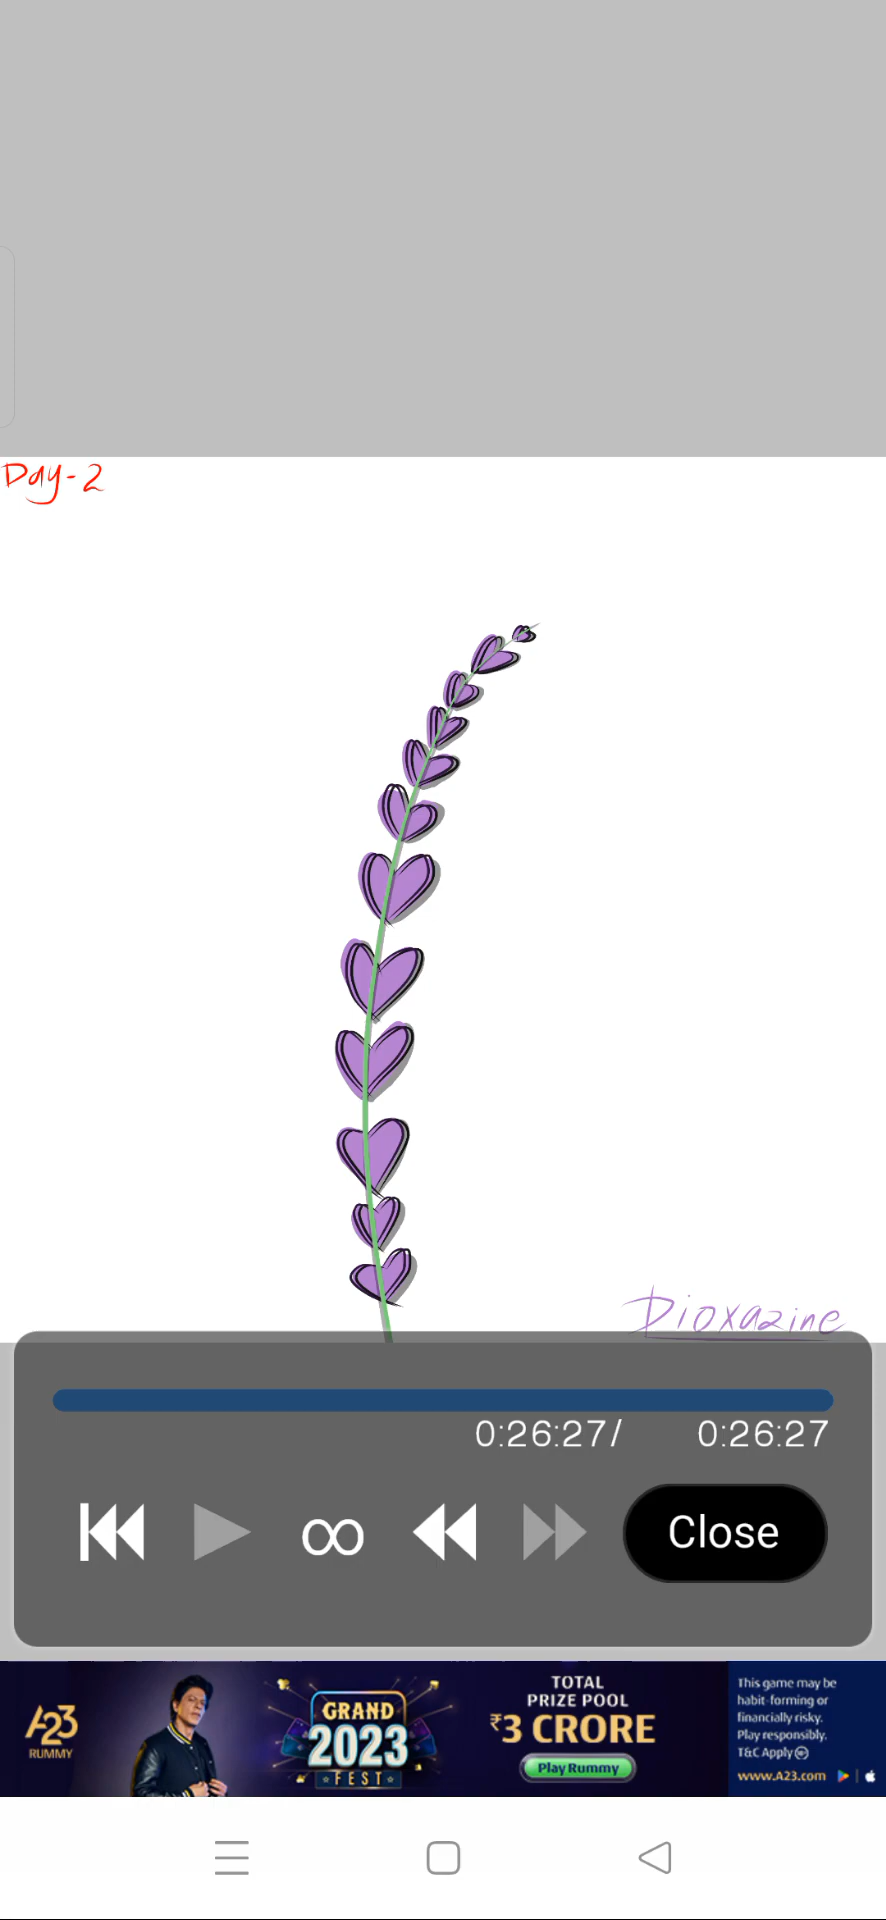 Day-2
Dioxazine
0:26:27/ 0:26:27
Close
A23
RUMMY
GRAND
2023
FEST
TOTAL
PRIZE POOL
₹3 CRORE
Play Rummy
This game may be
habit-forming or
financially risky.
Play responsibly.
T&C Apply
www.A23.com